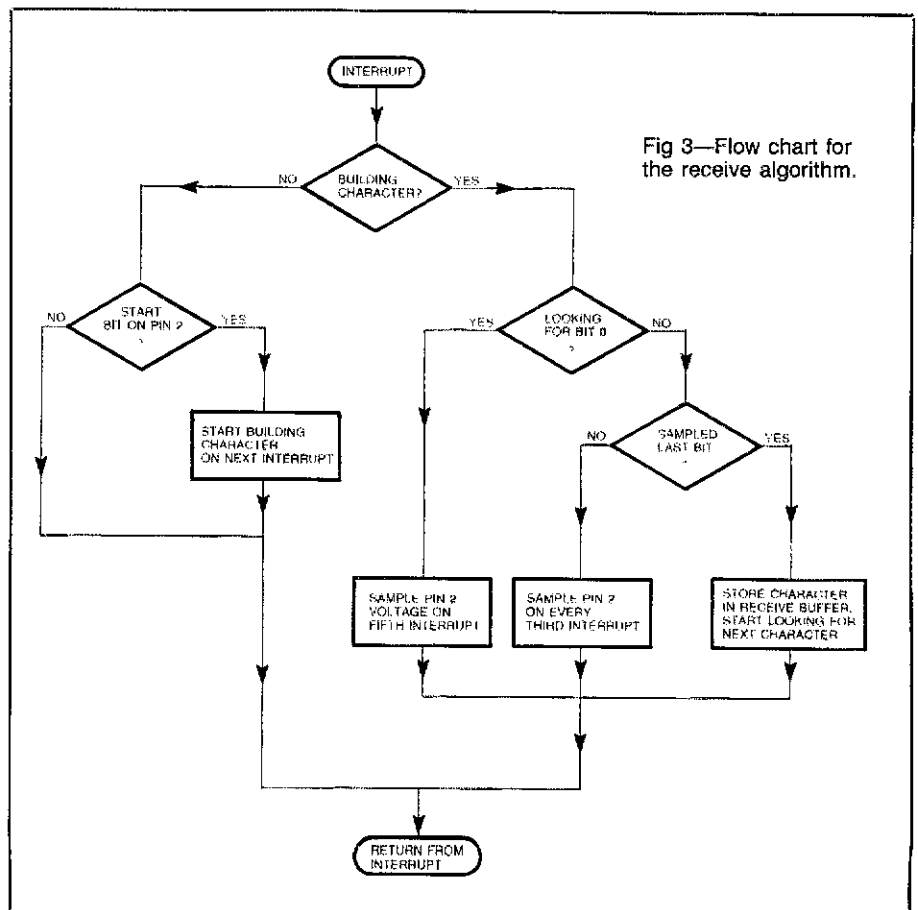 INTERRUPT
Fig 3—Flow chart for
the receive algorithm.
BUILDING
CHARACTER?
NO
YES
START
BIT ON PIN 2
?
NO
YES
LOOKING
FOR BIT 0
?
YES
NO
START BUILDING
CHARACTER
ON NEXT INTERRUPT
SAMPLED
LAST BIT
NO
YES
SAMPLE PIN 2
VOLTAGE ON
FIFTH INTERRUPT
SAMPLE PIN 2
ON EVERY
THIRD INTERRUPT
STORE CHARACTER
IN RECEIVE BUFFER.
START LOOKING FOR
NEXT CHARACTER
RETURN FROM
INTERRUPT